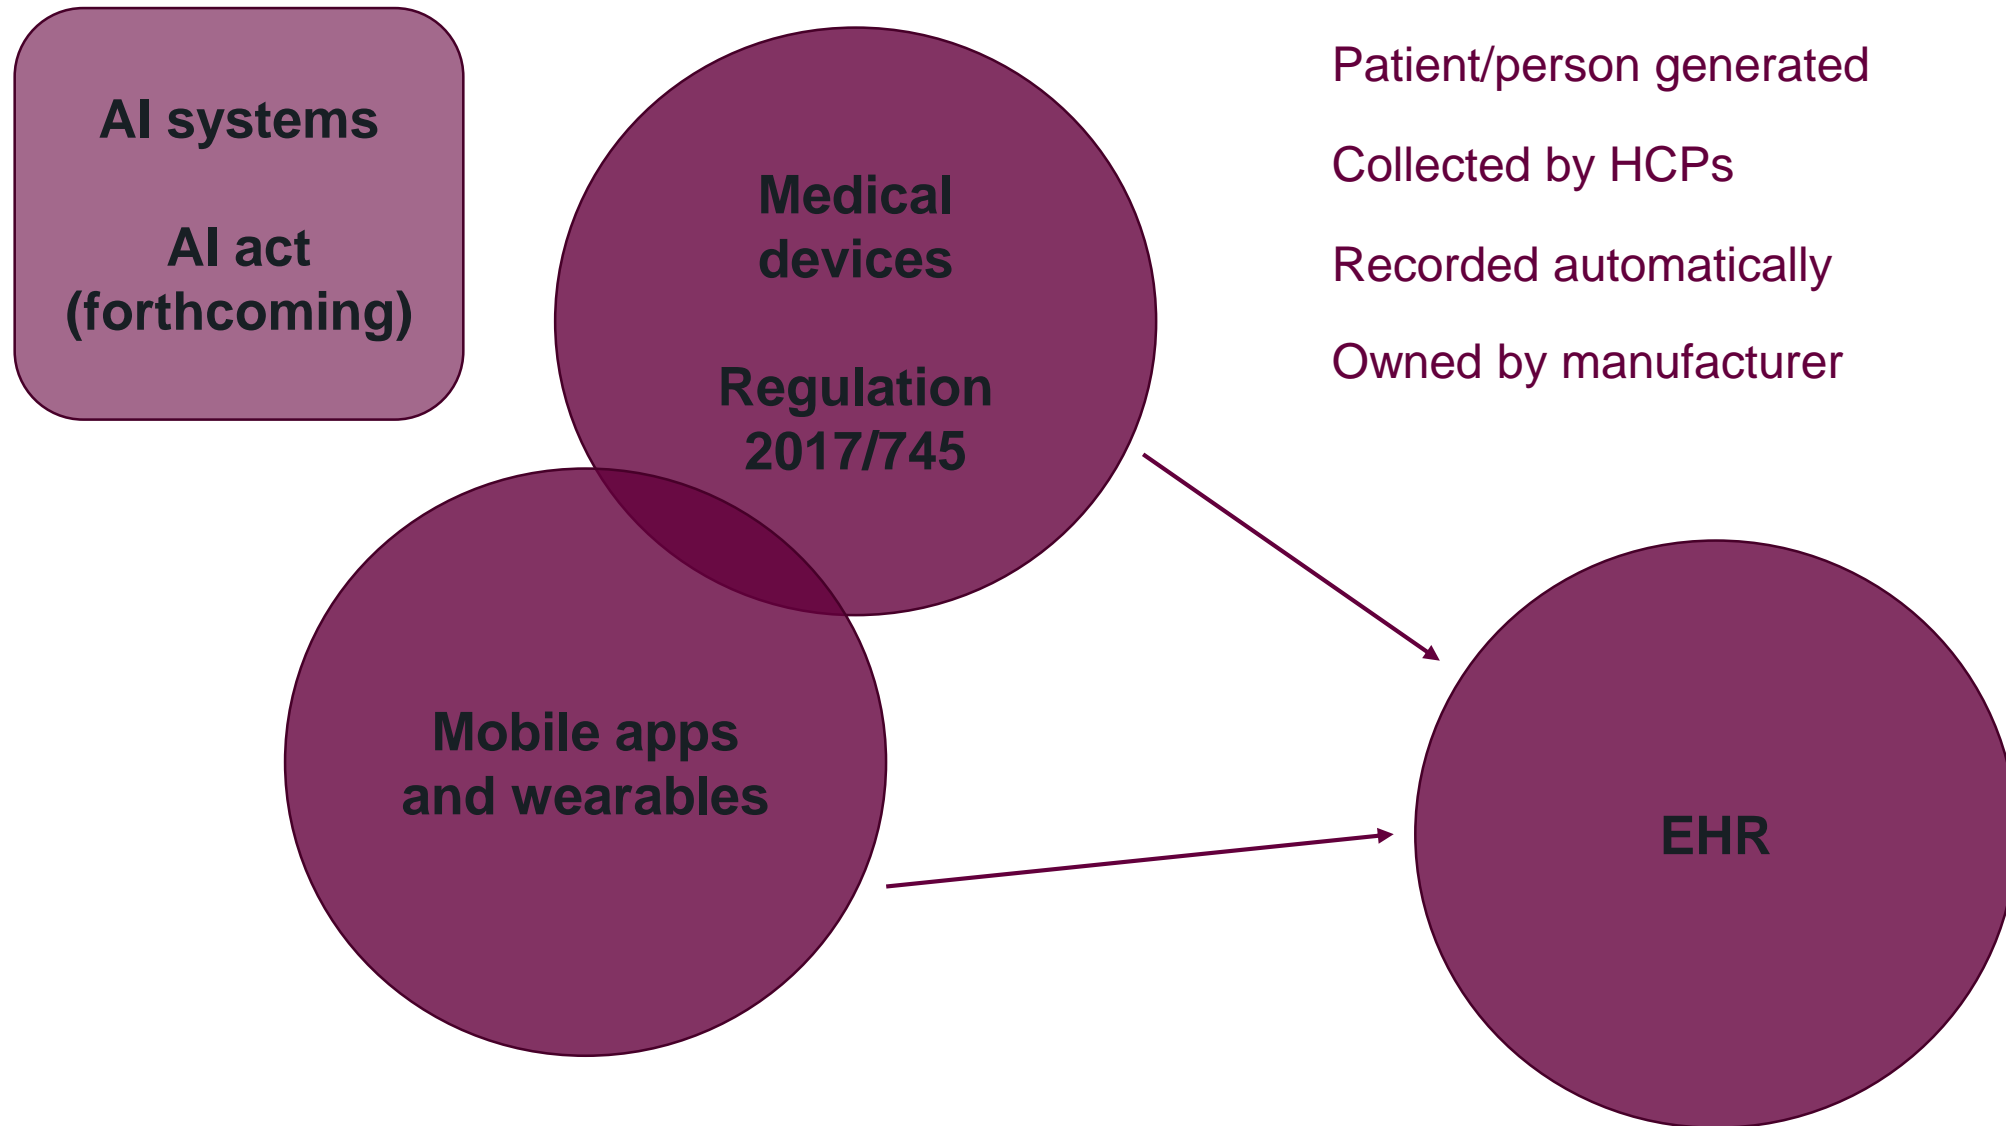 AI systems
AI act
(forthcoming)
Medical
devices
Regulation
2017/745
Patient/person generated
Collected by HCPs
Recorded automatically
Owned by manufacturer
Mobile apps
and wearables
EHR